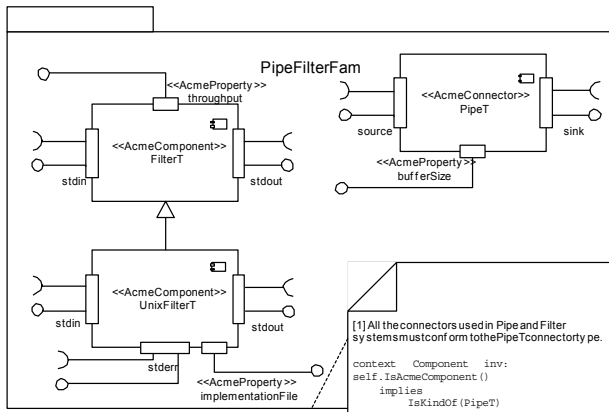 PipeFilterFam
<<AcmeProperty>>
throughput
<<AcmeComponent>>
FilterT
stdin
stdout
<<AcmeConnector>>
PipeT
source
sink
<<AcmeProperty>>
bufferSize
<<AcmeComponent>>
UnixFilterT
stdin
stdout
stderr
<<AcmeProperty>>
implementationFile
[1] All the connectors used in Pipe and Filter
systems must conform to the PipeT connector type.
context Component inv:
self.IsAcmeComponent()
implies
IsKindOf(PipeT)